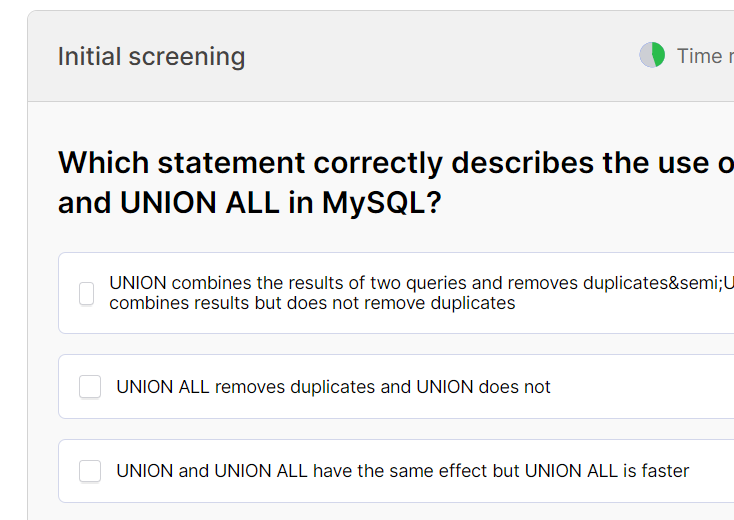 Initial screening
Time
Which statement correctly describes the use
and UNION ALL in MySQL?
UNION combines the results of two queries and removes duplicates&semi;U
combines results but does not remove duplicates
UNION ALL removes duplicates and UNION does not
UNION and UNION ALL have the same effect but UNION ALL is faster